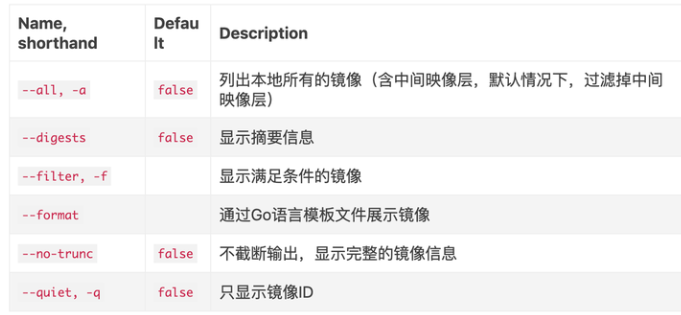 Name, shorthand	Default	Description
--all, -a	false	列出本地所有的镜像（含中间映像层，默认情况下，过滤掉中间
映像层）
--digests	false	显示摘要信息
--filter, -f		显示满足条件的镜像
--format		通过Go语言模板文件展示镜像
--no-trunc	false	不截断输出，显示完整的镜像信息
--quiet, -q	false	只显示镜像ID